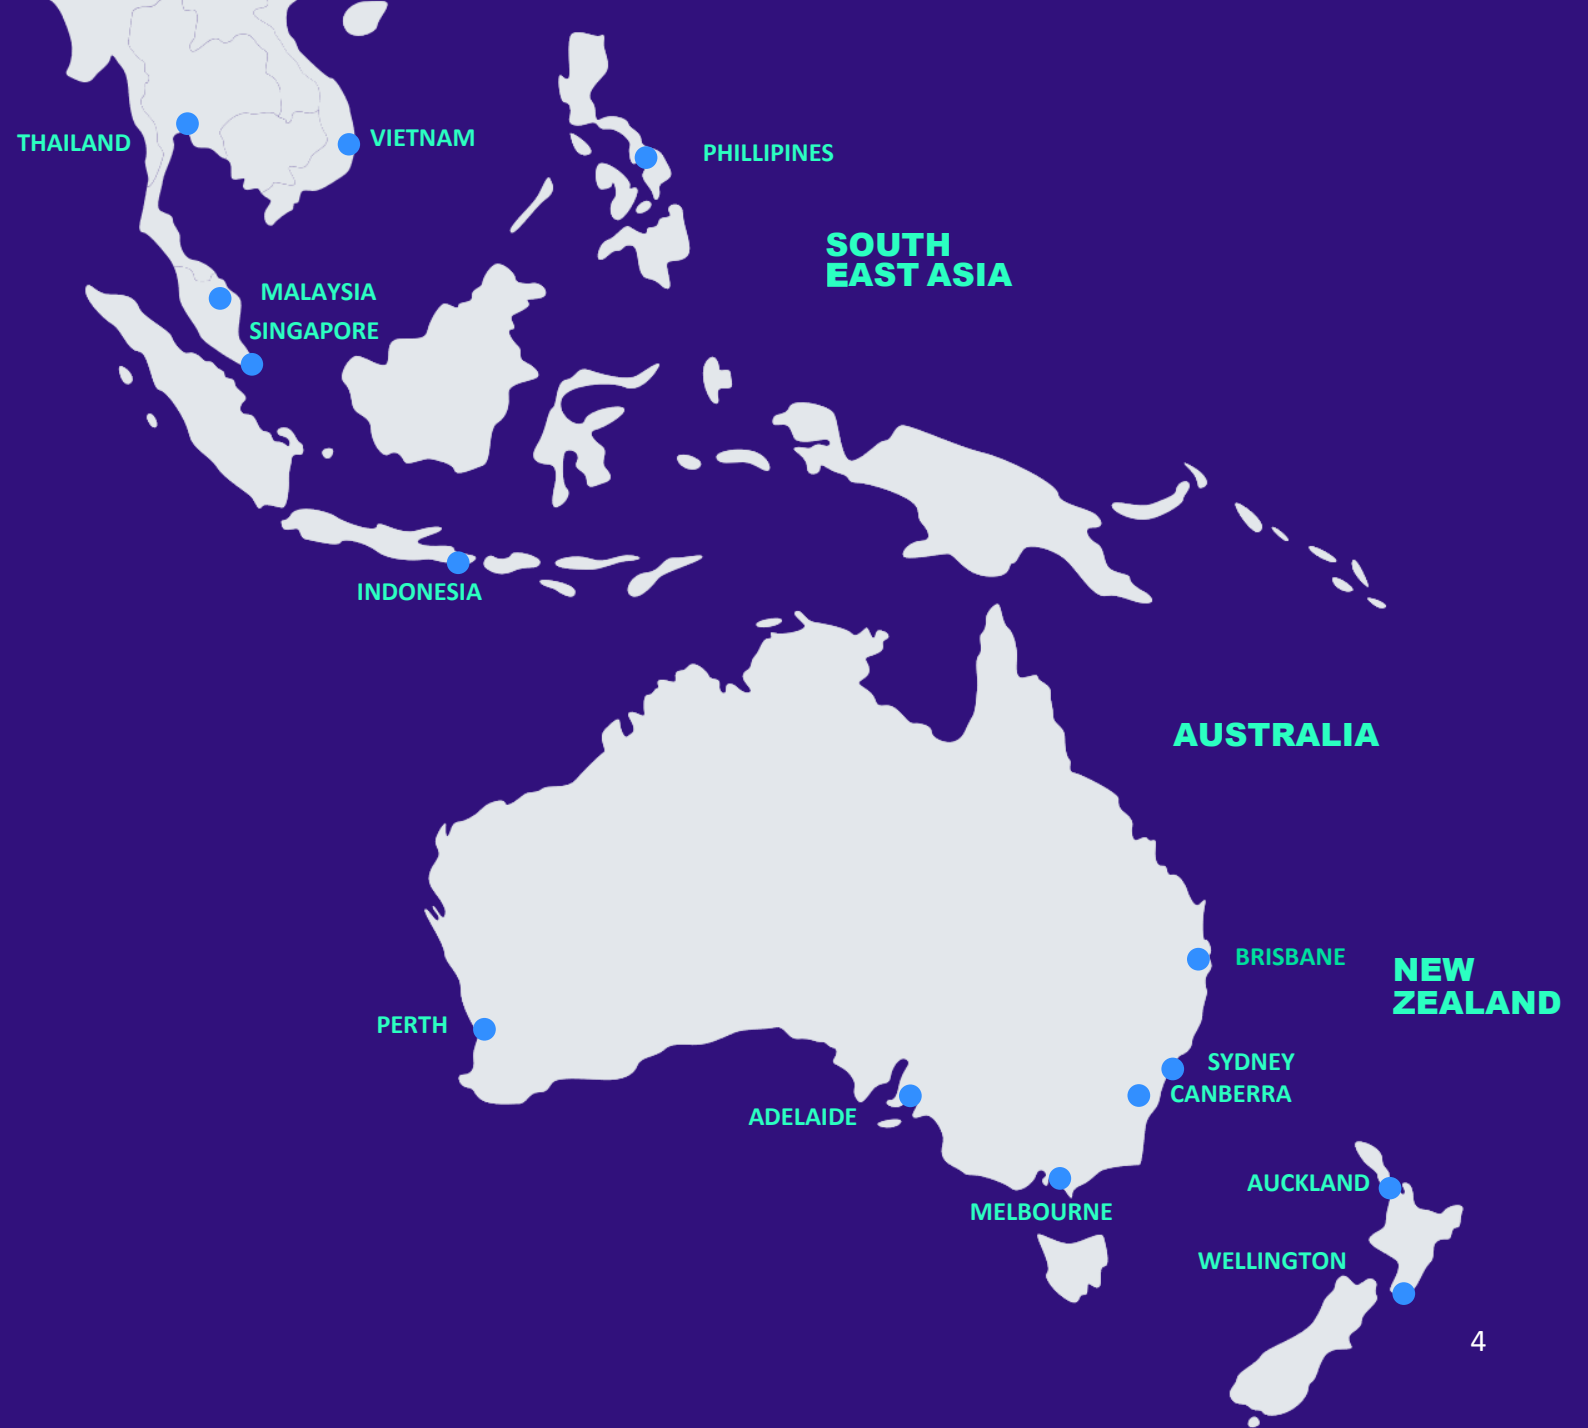 THAILAND
VIETNAM
PHILLIPINES
SOUTH
EAST ASIA
MALAYSIA
SINGAPORE
INDONESIA
AUSTRALIA
BRISBANE
NEW
ZEALAND
PERTH
SYDNEY
CANBERRA
ADELAIDE
AUCKLAND
MELBOURNE
WELLINGTON
4